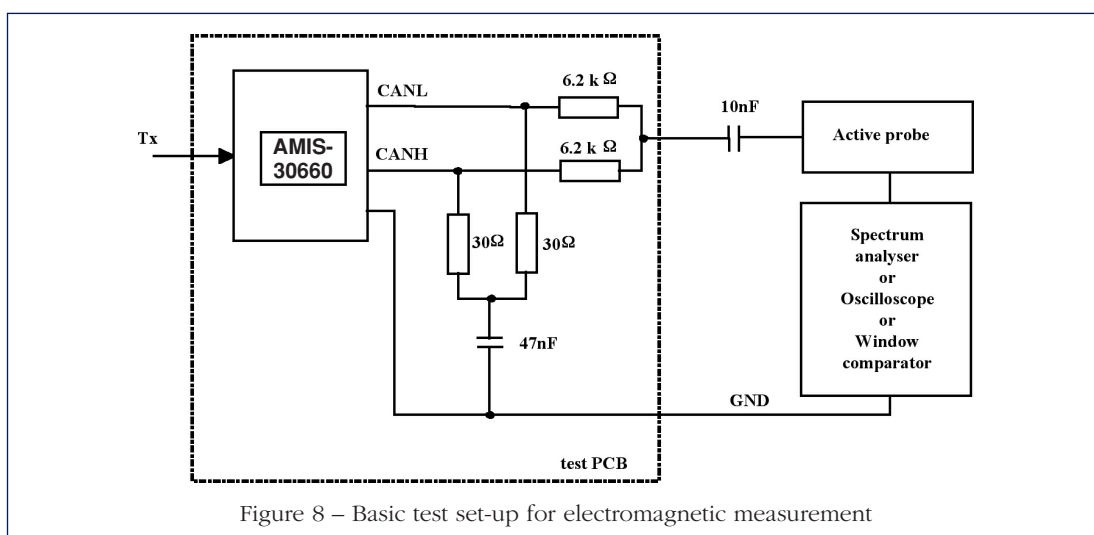 6.2 k Ω
CANL
10nF
Tx
Active probe
AMIS-
30660
CANH
6.2 k Ω
30Ω
30Ω
Spectrum
analyser
or
Oscilloscope
or
Window
comparator
47nF
GND
test PCB
Figure 8 – Basic test set-up for electromagnetic measurement